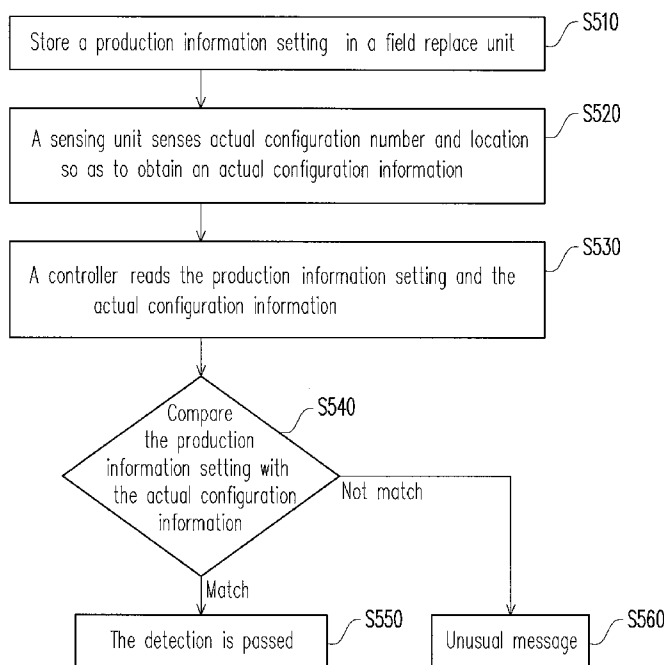 S510
Store a production information setting in a field replace unit
S520
A sensing unit senses actual configuration number and location
so as to obtain an actual configuration information
S530
A controller reads the production information setting and the
actual configuration information
S540
Compare
the production
information setting with
the actual configuration
information
Not match
Match
S550
The detection is passed
S560
Unusual message